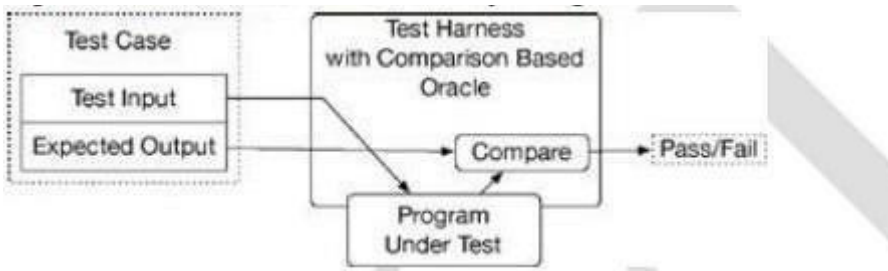 Test Case
Test Input
Expected Output
Test Harness
with Comparison Based
Oracle
Compare
Pass/Fail
Program
Under Test